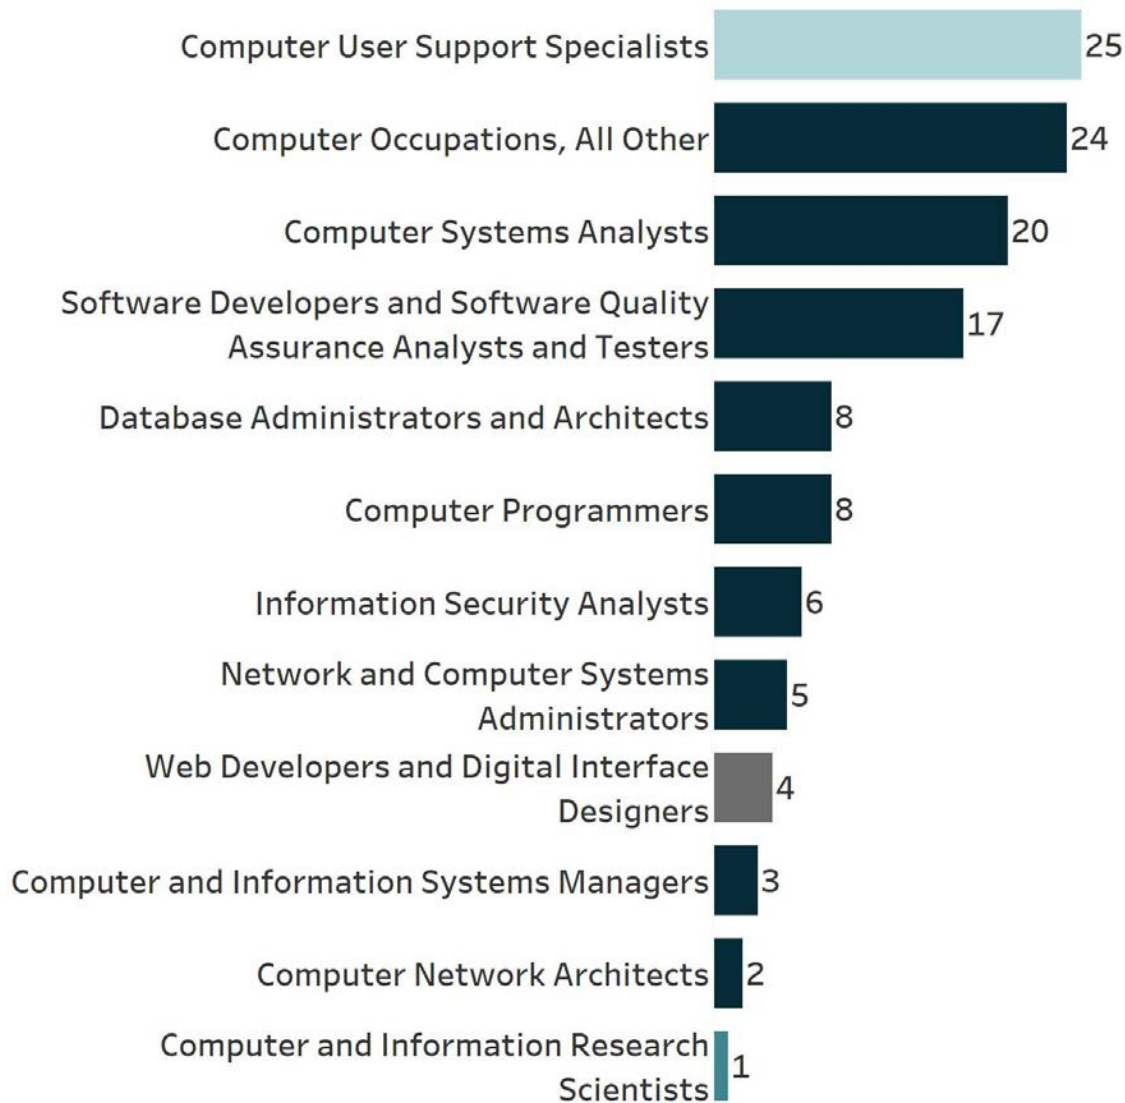 Computer User Support Specialists 25
Computer Occupations, All Other 24
Computer Systems Analysts 20
Software Developers and Software Quality
Assurance Analysts and Testers 17
Database Administrators and Architects 8
Computer Programmers 8
Information Security Analysts 6
Network and Computer Systems
Administrators 5
Web Developers and Digital Interface
Designers 4
Computer and Information Systems Managers 3
Computer Network Architects 2
Computer and Information Research
Scientists 1